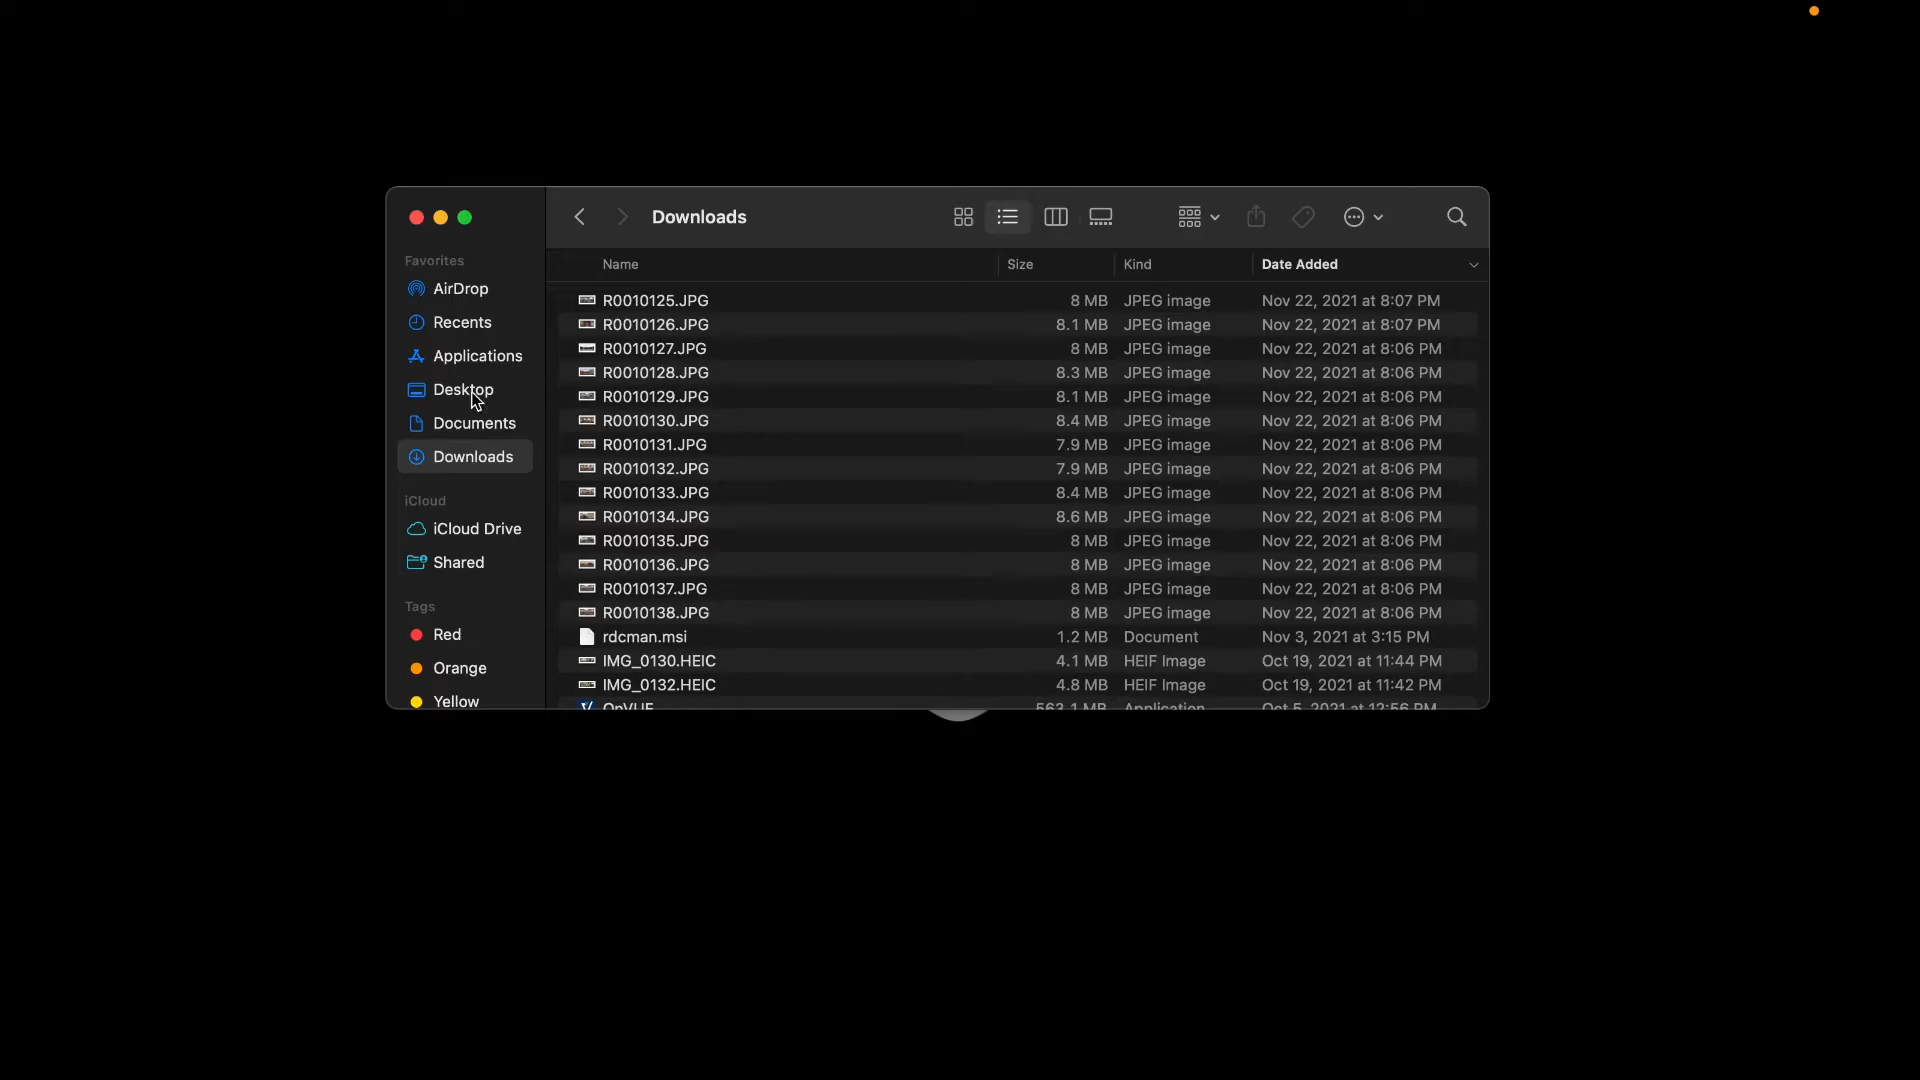 Downloads
Favorites
AirDrop
Recents
Applications
Desktop
Documents
Downloads
iCloud
iCloud Drive
Shared
Tags
Red
Orange
Yellow
Name Size Kind Date Added
R0010125.JPG 8 MB JPEG image Nov 22, 2021 at 8:07 PM
R0010126.JPG 8.1 MB JPEG image Nov 22, 2021 at 8:07 PM
R0010127.JPG 8 MB JPEG image Nov 22, 2021 at 8:06 PM
R0010128.JPG 8.3 MB JPEG image Nov 22, 2021 at 8:06 PM
R0010129.JPG 8.1 MB JPEG image Nov 22, 2021 at 8:06 PM
R0010130.JPG 8.4 MB JPEG image Nov 22, 2021 at 8:06 PM
R0010131.JPG 7.9 MB JPEG image Nov 22, 2021 at 8:06 PM
R0010132.JPG 7.9 MB JPEG image Nov 22, 2021 at 8:06 PM
R0010133.JPG 8.4 MB JPEG image Nov 22, 2021 at 8:06 PM
R0010134.JPG 8.6 MB JPEG image Nov 22, 2021 at 8:06 PM
R0010135.JPG 8 MB JPEG image Nov 22, 2021 at 8:06 PM
R0010136.JPG 8 MB JPEG image Nov 22, 2021 at 8:06 PM
R0010137.JPG 8 MB JPEG image Nov 22, 2021 at 8:06 PM
R0010138.JPG 8 MB JPEG image Nov 22, 2021 at 8:06 PM
rdcman.msi 1.2 MB Document Nov 3, 2021 at 3:15 PM
IMG_0130.HEIC 4.1 MB HEIF Image Oct 19, 2021 at 11:44 PM
IMG_0132.HEIC 4.8 MB HEIF Image Oct 19, 2021 at 11:42 PM
OnVUE 563.1 MB Application Oct 5, 2021 at 12:56 PM